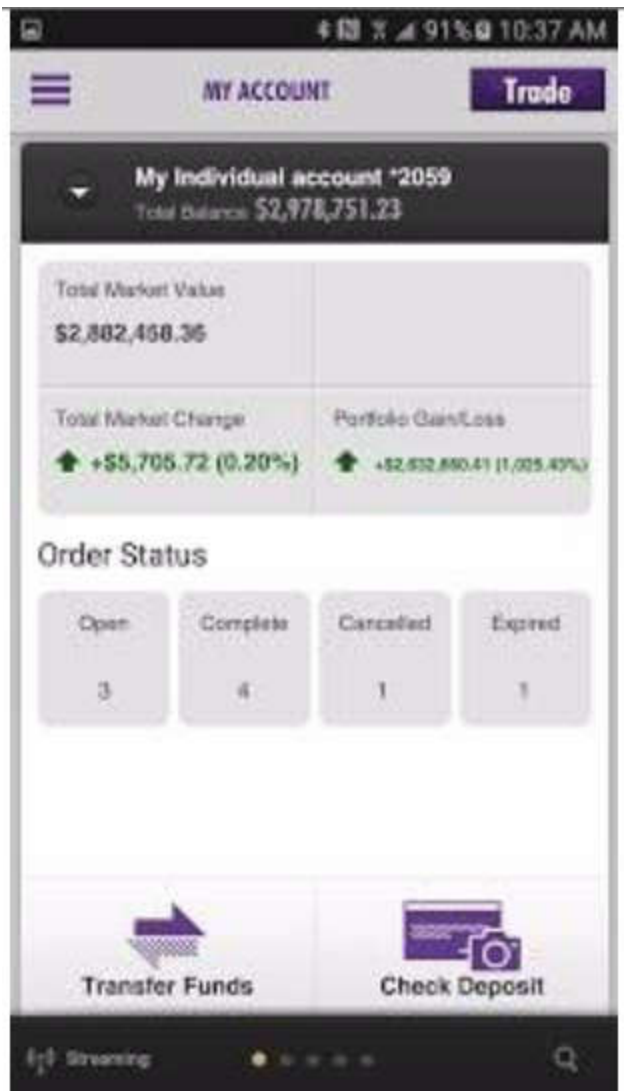 91% 10:37 AM
MY ACCOUNT
Trade
My Individual account *2059
Total Balance $2,978,751.23
Total Market Value
$2,882,458.36
Total Market Change
Portfolio Gain/Loss
+$5,705.72 (0.20%)
Order Status
Open
Complete
Cancelled
Expired
3
4
1
1
Transfer Funds
Check Deposit
Streaming